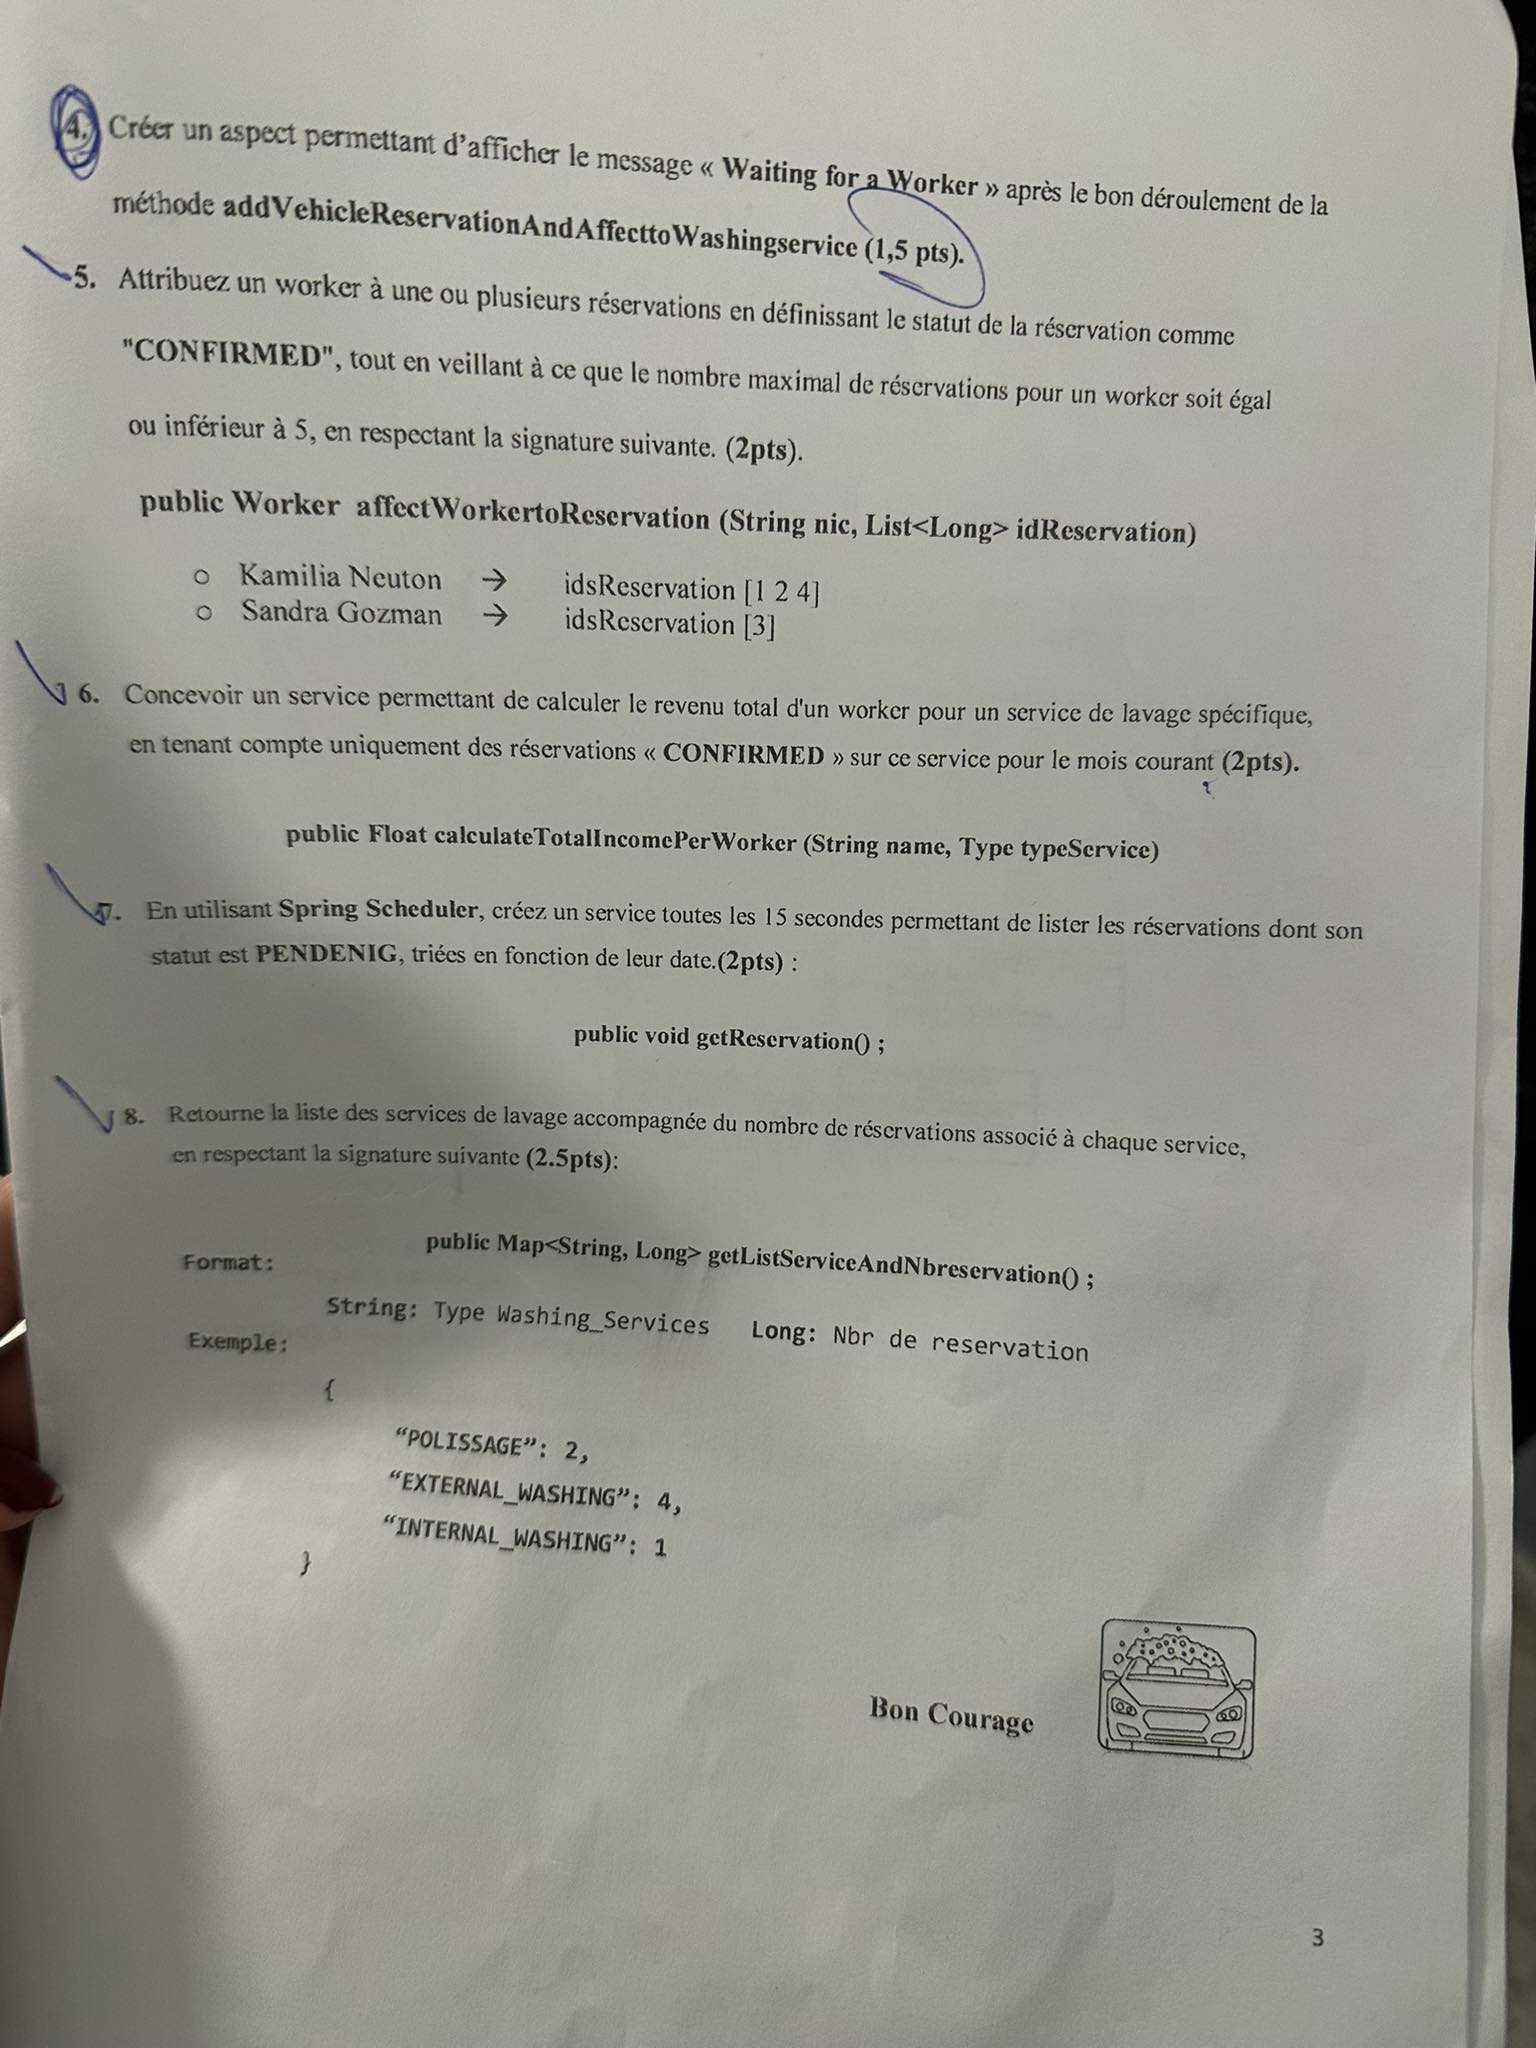 4. Créer un aspect permettant d'afficher le message « Waiting for a Worker » après le bon déroulement de la
méthode addVehicleReservationAndAffecttoWashingservice (1,5 pts).
5. Attribuez un worker à une ou plusieurs réservations en définissant le statut de la réservation comme
"CONFIRMED", tout en veillant à ce que le nombre maximal de réservations pour un worker soit égal
ou inférieur à 5, en respectant la signature suivante. (2pts).
public Worker affectWorkertoReservation (String nic, List<Long> idReservation)
o Kamilia Neuton → idsReservation [1 2 4]
o Sandra Gozman → idsReservation [3]
6. Concevoir un service permettant de calculer le revenu total d'un worker pour un service de lavage spécifique,
en tenant compte uniquement des réservations « CONFIRMED » sur ce service pour le mois courant (2pts).
public Float calculateTotalIncomePerWorker (String name, Type typeService)
7. En utilisant Spring Scheduler, créez un service toutes les 15 secondes permettant de lister les réservations dont son
statut est PENDENIG, triées en fonction de leur date.(2pts) :
public void getReservation() ;
8. Retourne la liste des services de lavage accompagnée du nombre de réservations associé à chaque service,
en respectant la signature suivante (2.5pts):
public Map<String, Long> getListServiceAndNbreservation() ;
Format:
String: Type Washing_Services Long: Nbr de reservation
Exemple:
{
“POLISSAGE”: 2,
“EXTERNAL_WASHING”: 4,
“INTERNAL_WASHING”: 1
}
Bon Courage
3